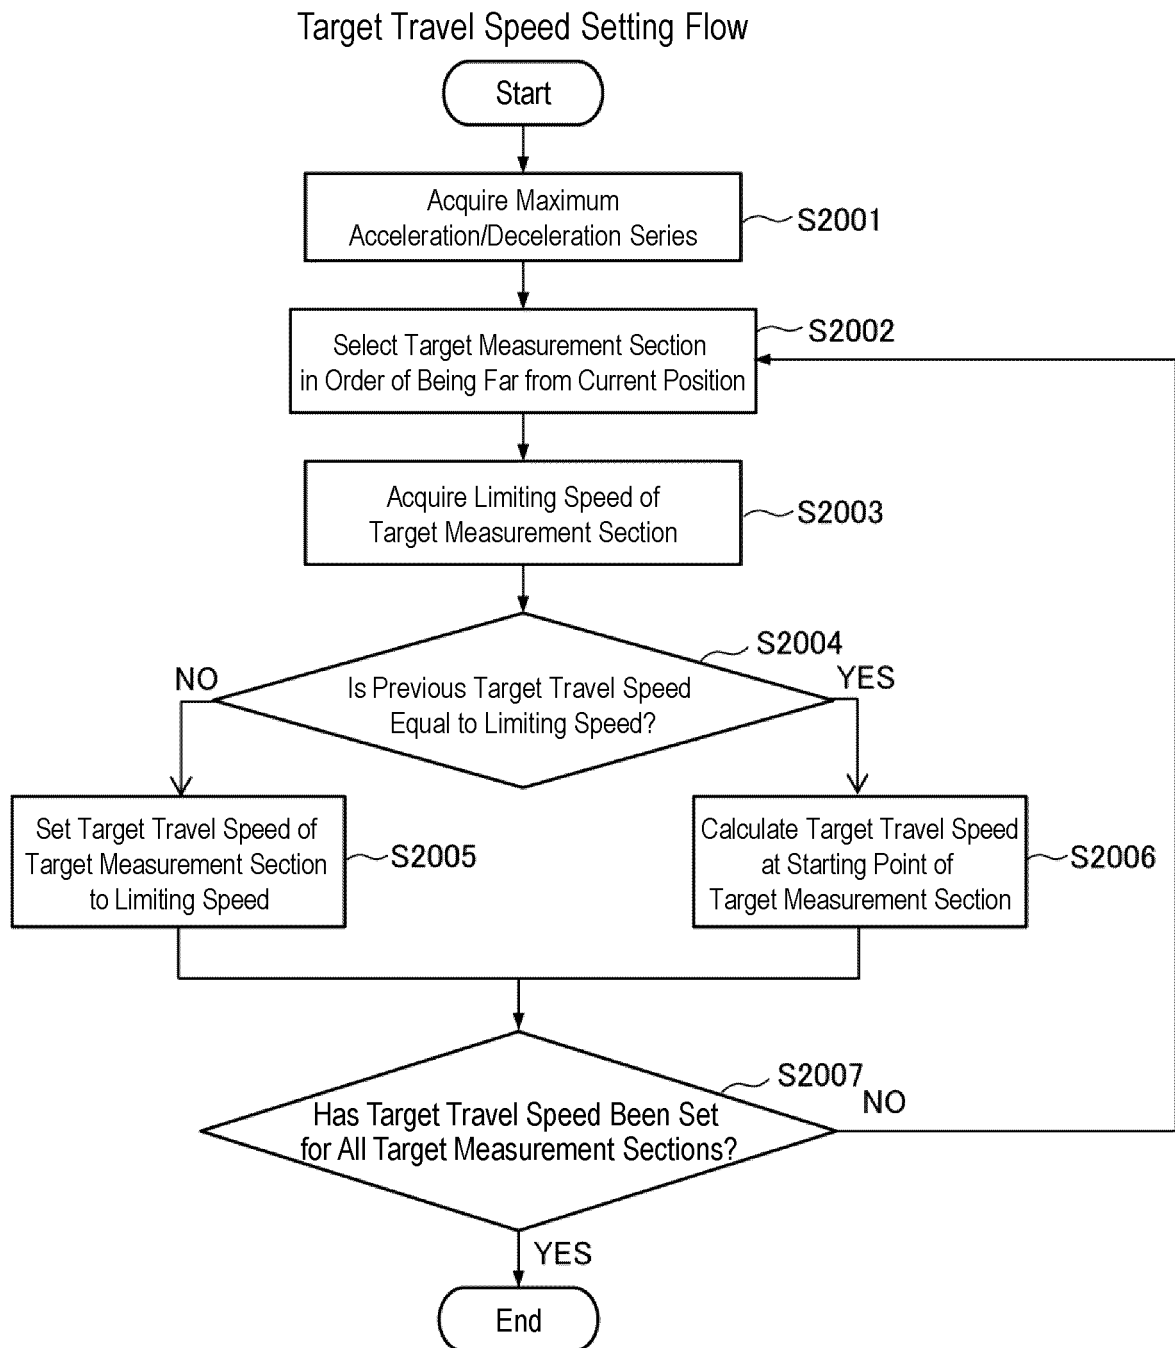 Target Travel Speed Setting Flow
Start
Acquire Maximum
Acceleration/Deceleration Series
S2001
Select Target Measurement Section
in Order of Being Far from Current Position
S2002
Acquire Limiting Speed of
Target Measurement Section
S2003
Is Previous Target Travel Speed
Equal to Limiting Speed?
S2004
NO
YES
Set Target Travel Speed of
Target Measurement Section
to Limiting Speed
S2005
Calculate Target Travel Speed
at Starting Point of
Target Measurement Section
S2006
Has Target Travel Speed Been Set
for All Target Measurement Sections?
S2007
NO
YES
End